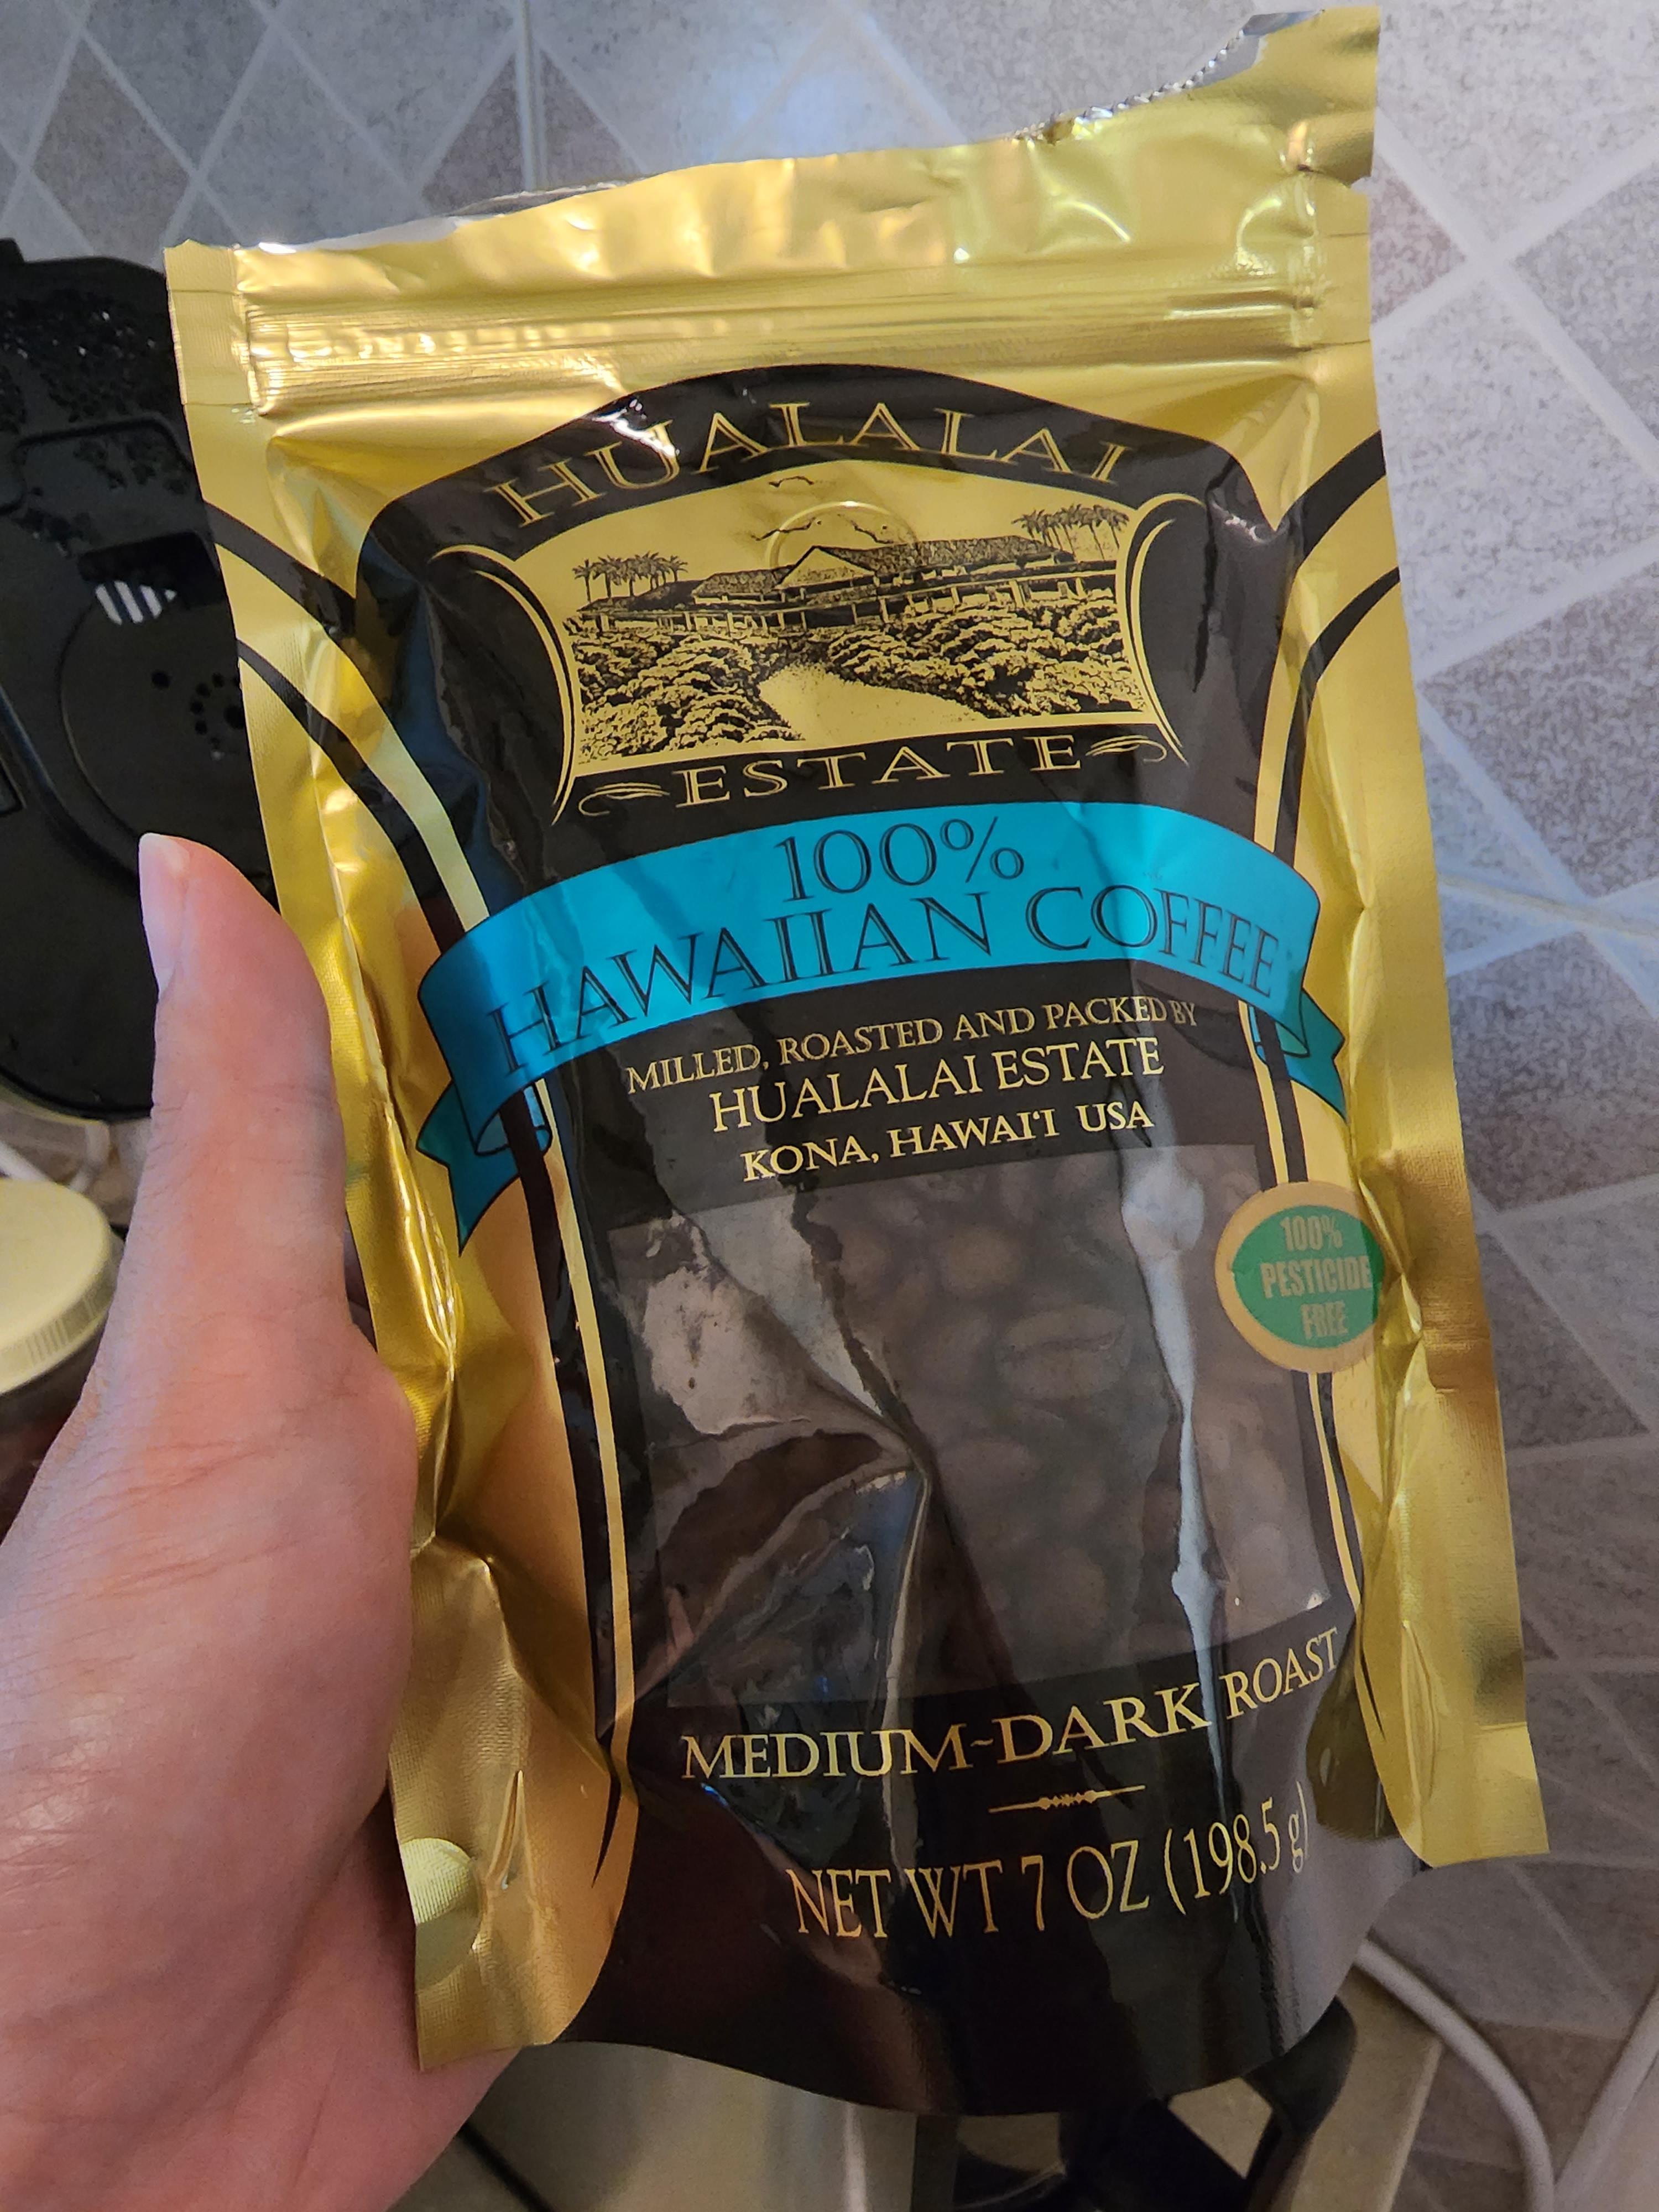 HUALALAI
ESTATE
100%
HAWAIIAN COFFEE
MILLED, ROASTED AND PACKED BY
HUALALAI ESTATE
KONA, HAWAI'I USA
100%
PESTICIDE
FREE
MEDIUM~DARK ROAST
NET WT 7 OZ (198.5 g)